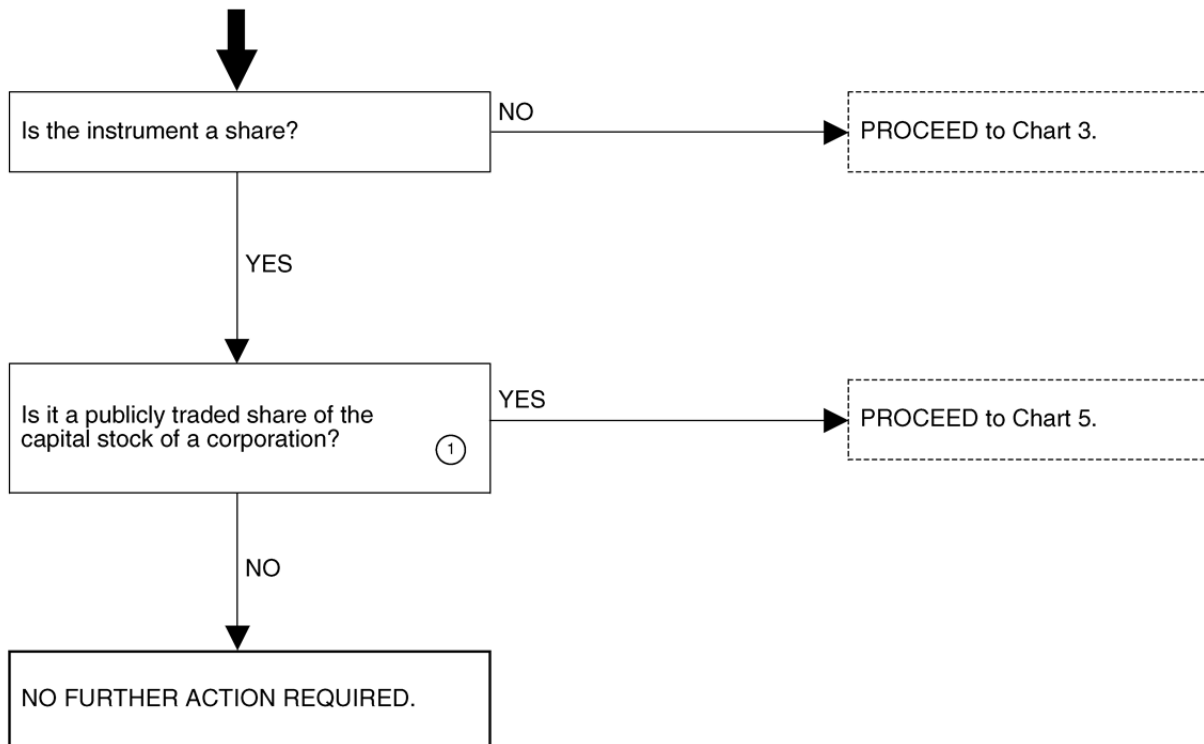 Is the instrument a share?
NO
PROCEED to Chart 3.
YES
Is it a publicly traded share of the
capital stock of a corporation?
1
YES
PROCEED to Chart 5.
NO
NO FURTHER ACTION REQUIRED.